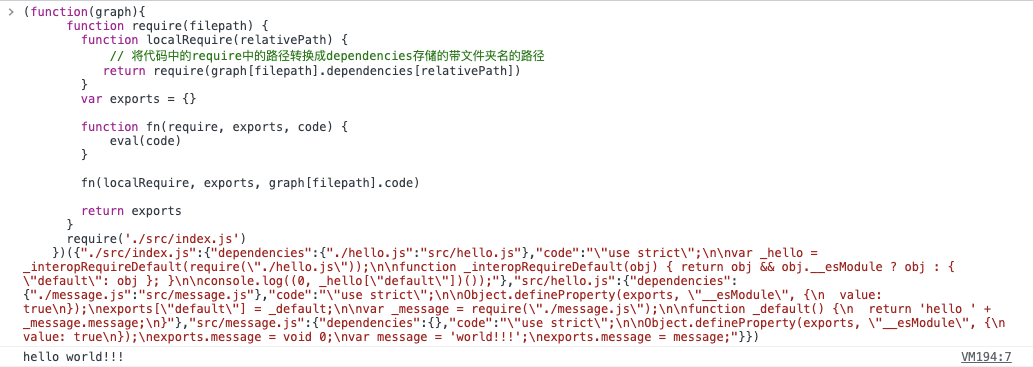 > (function(graph){
function require(filepath) {
function localRequire(relativePath) {
// 将代码中的require中的路径转换成dependencies存储的带文件夹名的路径
return require(graph[filepath].dependencies[relativePath])
}
var exports = {}
function fn(require, exports, code) {
eval(code)
}
fn(localRequire, exports, graph[filepath].code)
return exports
}
require('./src/index.js')
})({"./src/index.js":{"dependencies":{"./hello.js":"src/hello.js"},"code":"\"use strict\";\n\nvar _hello =
_interopRequireDefault(require(\"./hello.js\"));\n\nfunction _interopRequireDefault(obj) { return obj && obj.__esModule ? obj : {
\"default\": obj }; }\n\nconsole.log((0, _hello[\"default\"])());"},"src/hello.js":{"dependencies":
{"./message.js":"src/message.js"},"code":"\"use strict\";\n\nObject.defineProperty(exports, \"__esModule\", {\n  value:
true\n});\nexports[\"default\"] = _default;\n\nvar _message = require(\"./message.js\");\n\nfunction _default() {\n  return 'hello ' +
_message.message;\n}"},"src/message.js":{"dependencies":{},"code":"\"use strict\";\n\nObject.defineProperty(exports, \"__esModule\", {\n
value: true\n});\nexports.message = void 0;\nvar message = 'world!!!';\nexports.message = message;"}})
hello world!!! VM194:7